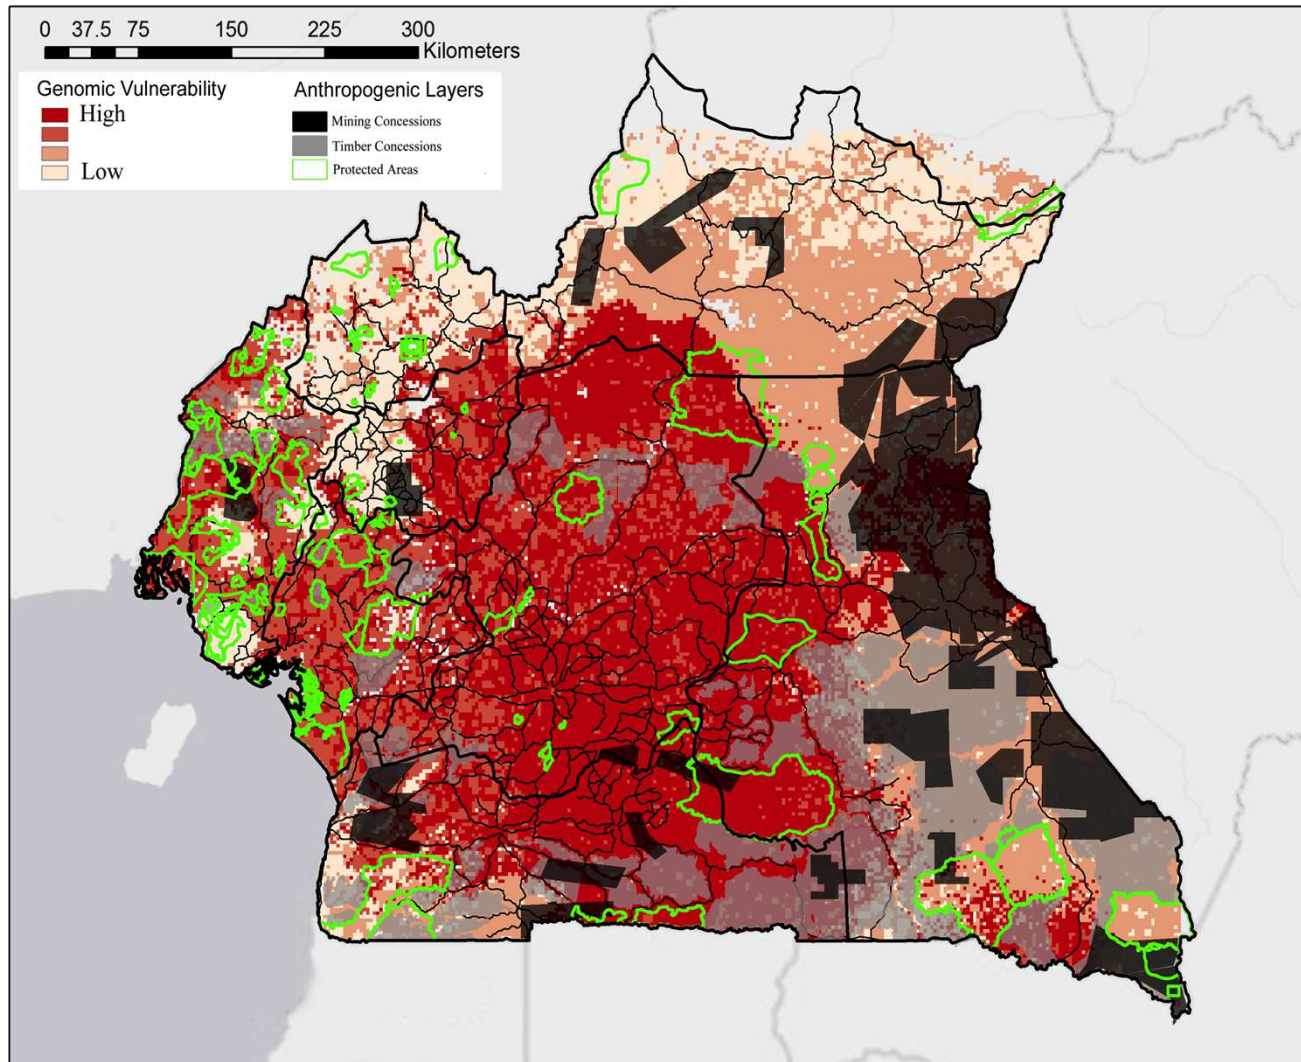 0 37.5 75 150 225 300
Kilometers
Genomic Vulnerability
High
Low
Anthropogenic Layers
Mining Concessions
Timber Concessions
Protected Areas